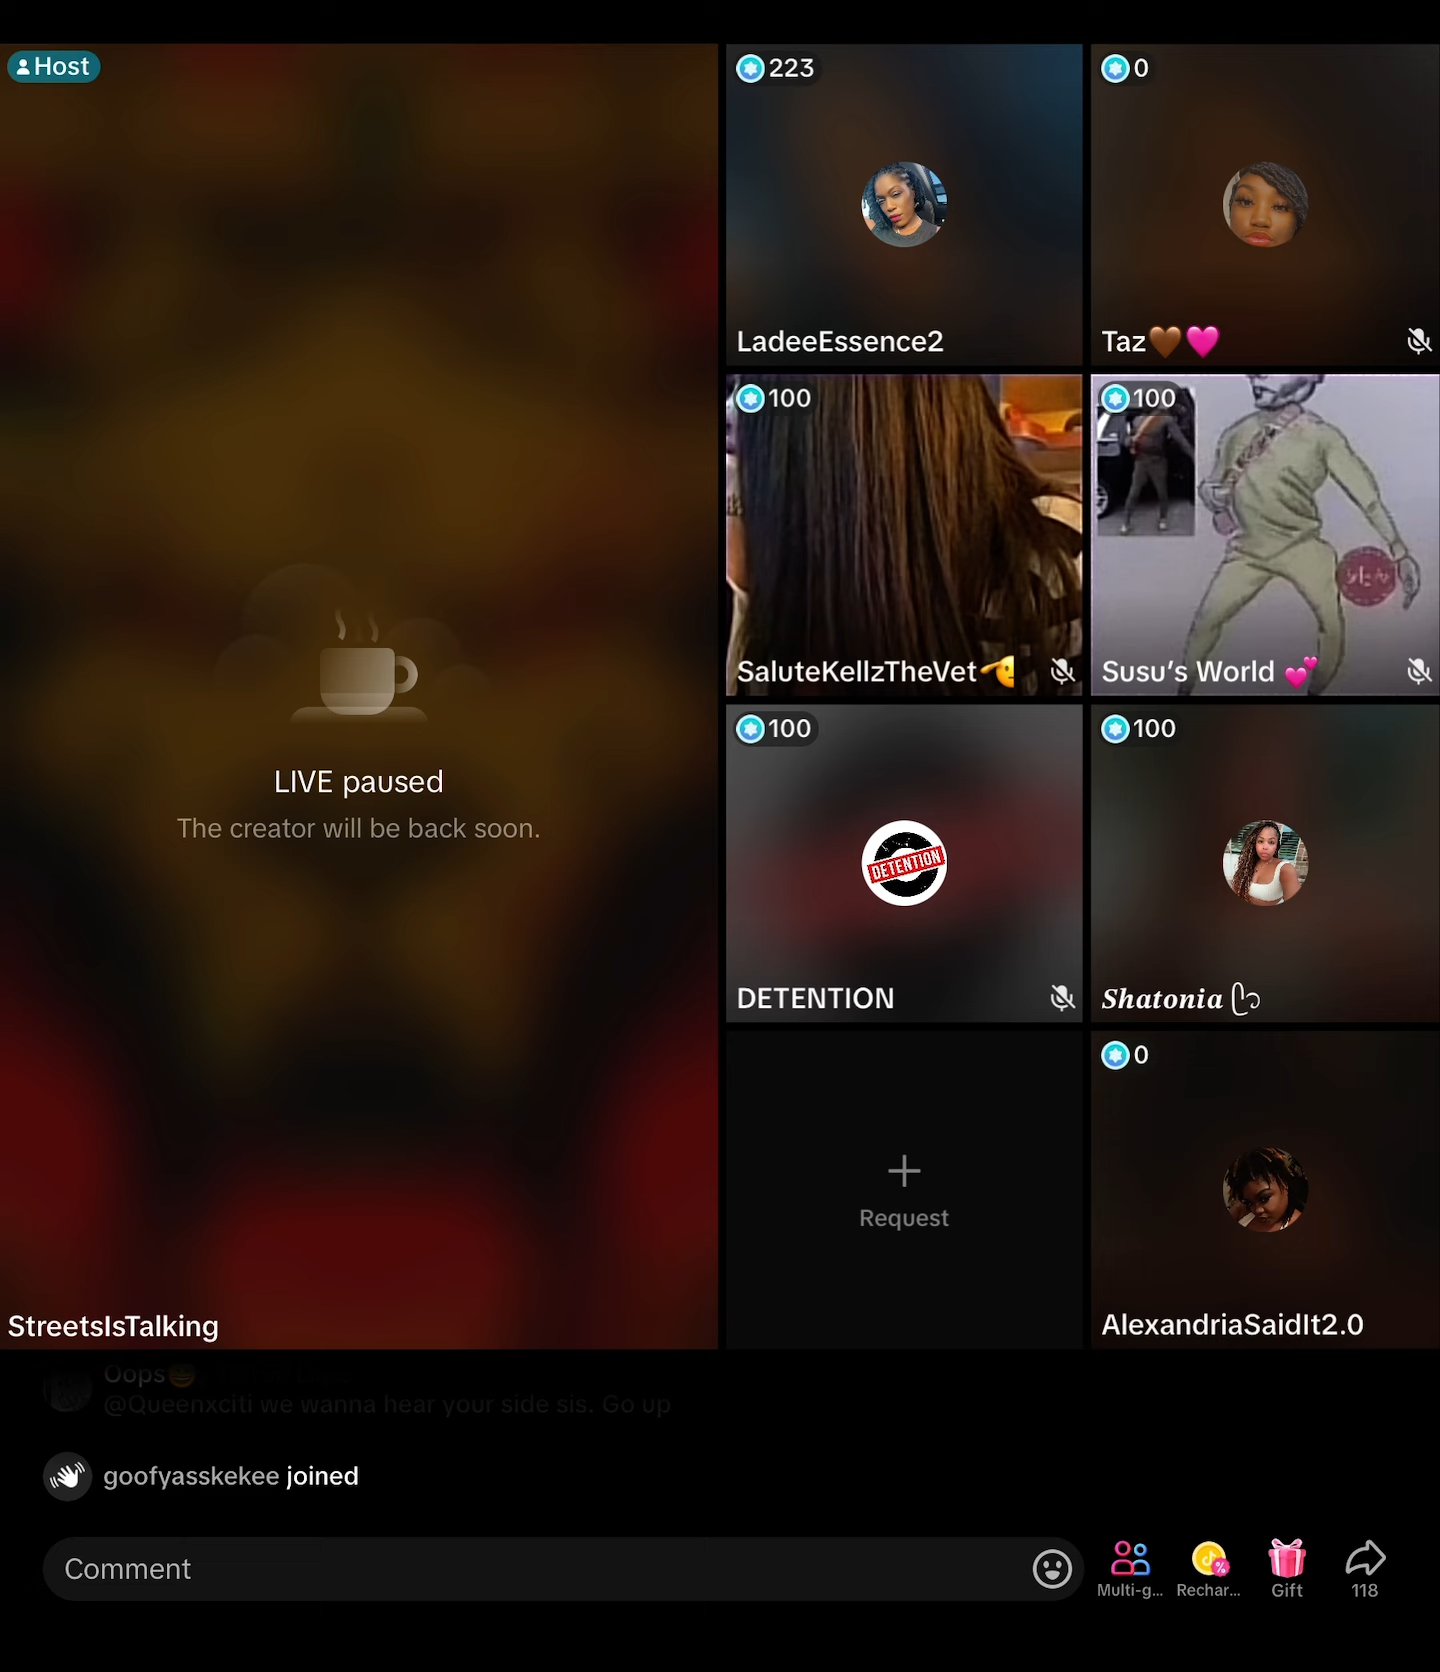 Host
223
0
LadeeEssence2
Taz🤎🩷
100
100
SaluteKellzTheVet🫡
Susu's World 💕
100
100
DETENTION
DETENTION
Shatonia
0
Request
AlexandriaSaidIt2.0
LIVE paused
The creator will be back soon.
StreetsIsTalking
Oops😄
@Queenxciti we wanna hear your side sis. Go up
goofyasskekee joined
Comment
Multi-g...
Rechar...
Gift
118